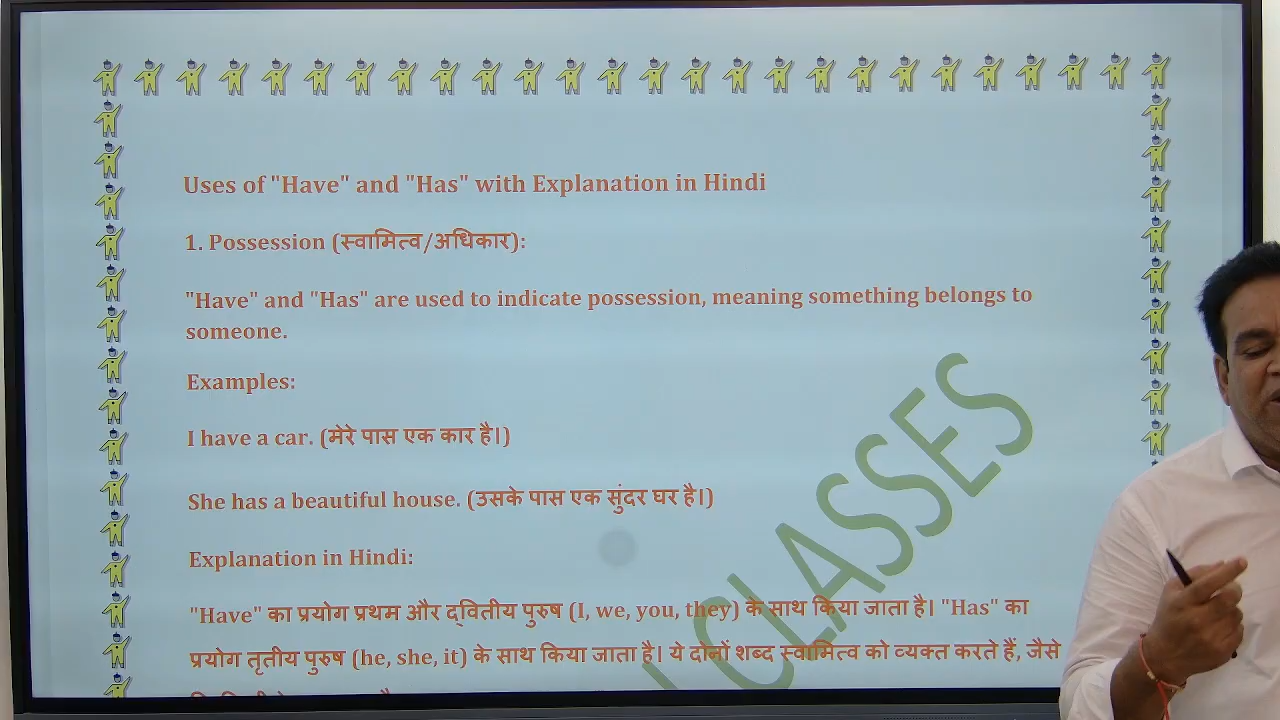 Uses of "Have" and "Has" with Explanation in Hindi
1. Possession (स्वामित्व/अधिकार):
"Have" and "Has" are used to indicate possession, meaning something belongs to
someone.
Examples:
I have a car. (मेरे पास एक कार है।)
She has a beautiful house. (उसके पास एक सुंदर घर है।)
Explanation in Hindi:
"Have" का प्रयोग प्रथम और द्वितीय पुरुष (I, we, you, they) के साथ किया जाता है। "Has" का
प्रयोग तृतीय पुरुष (he, she, it) के साथ किया जाता है। ये दोनों शब्द स्वामित्व को व्यक्त करते हैं, जैसे
CLASSES